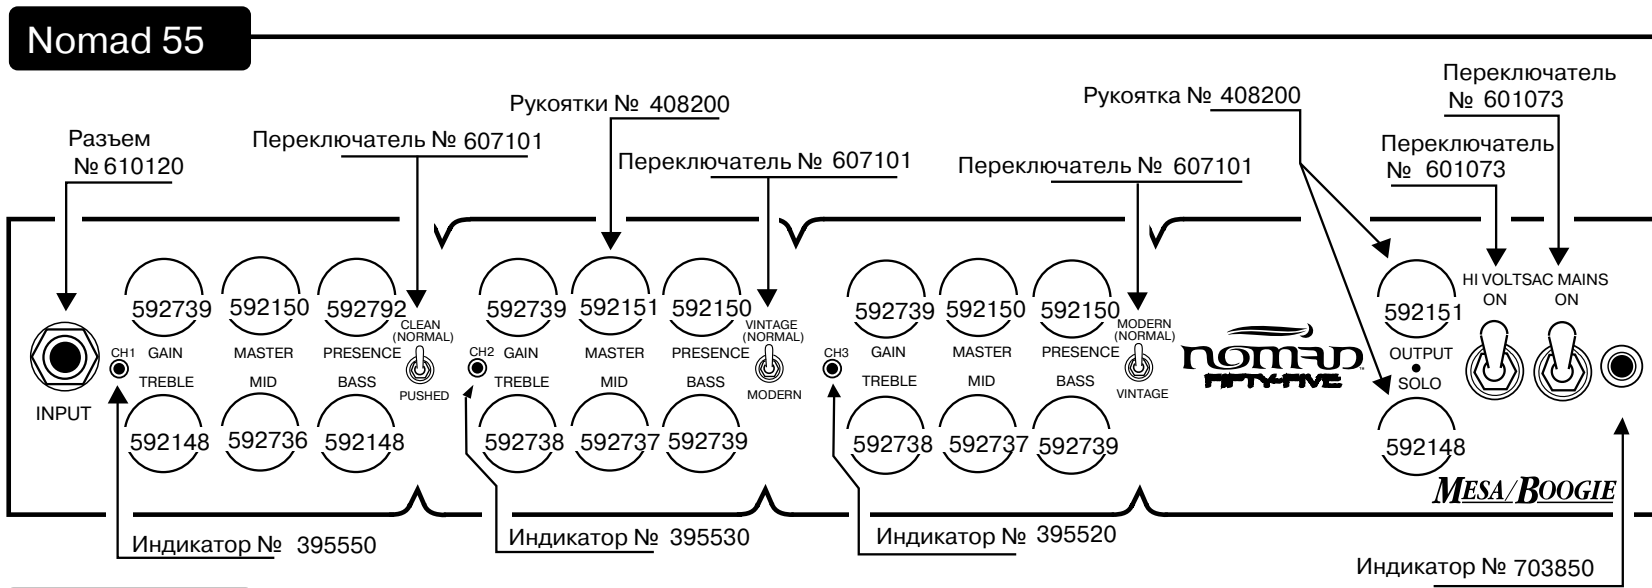 Nomad 55
Разъем
№ 610120
Переключатель № 607101
Рукоятки № 408200
Переключатель № 607101
Переключатель № 607101
Рукоятка № 408200
Переключатель
№ 601073
Переключатель
№ 601073
INPUT
CH1
592739
GAIN
592150
MASTER
592792
PRESENCE
TREBLE
592148
MID
592736
BASS
592148
CLEAN
(NORMAL)
PUSHED
CH2
592739
GAIN
592151
MASTER
592150
PRESENCE
TREBLE
592738
MID
592737
BASS
592739
VINTAGE
(NORMAL)
MODERN
CH3
592739
GAIN
592150
MASTER
592150
PRESENCE
TREBLE
592738
MID
592737
BASS
592739
MODERN
(NORMAL)
VINTAGE
NOMAD
FIFTY-FIVE
TM
592151
OUTPUT
SOLO
592148
HI VOLTS
ON
AC MAINS
ON
MESA/BOOGIE
Индикатор № 395550
Индикатор № 395530
Индикатор № 395520
Индикатор № 703850